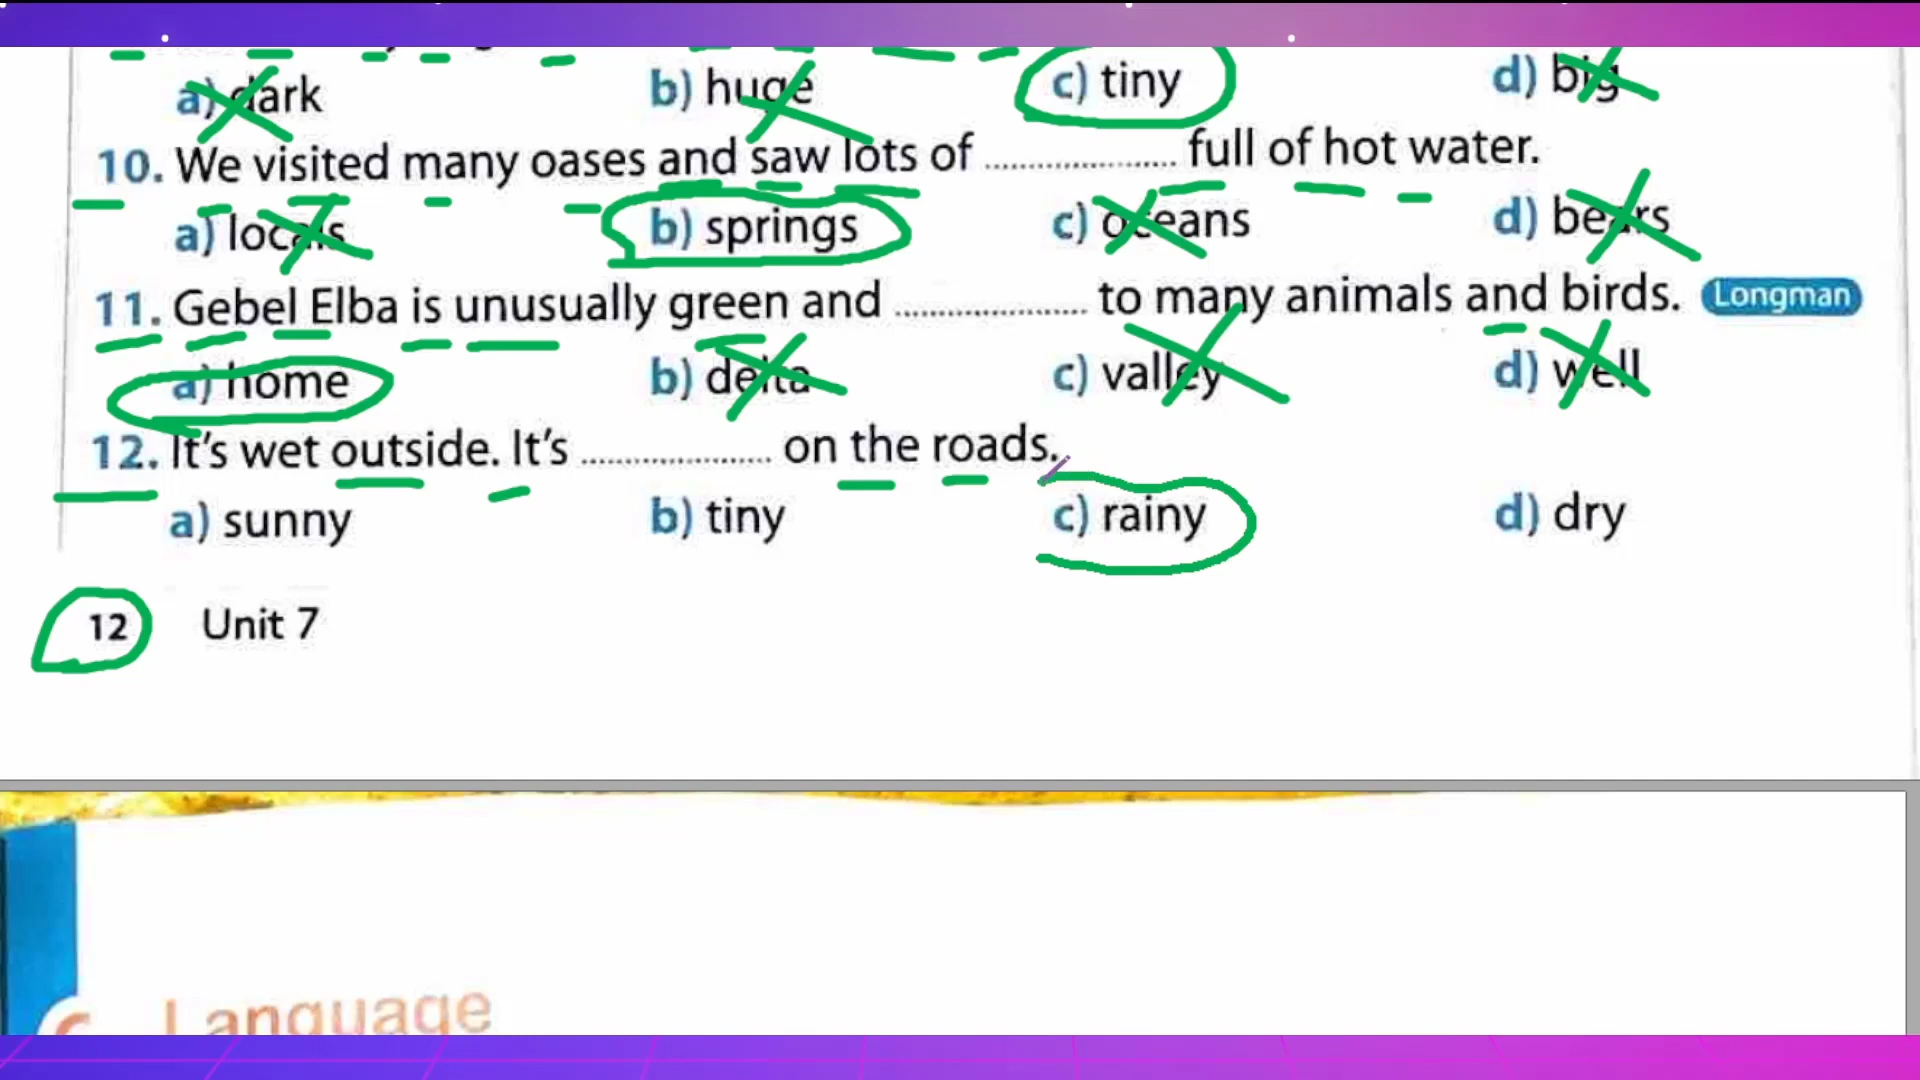 a) dark b) huge c) tiny d) big
10. We visited many oases and saw lots of .................... full of hot water.
a) locals b) springs c) oceans d) bears
11. Gebel Elba is unusually green and .................... to many animals and birds. Longman
a) home b) delta c) valley d) well
12. It's wet outside. It's .................... on the roads.
a) sunny b) tiny c) rainy d) dry
12 Unit 7
Language